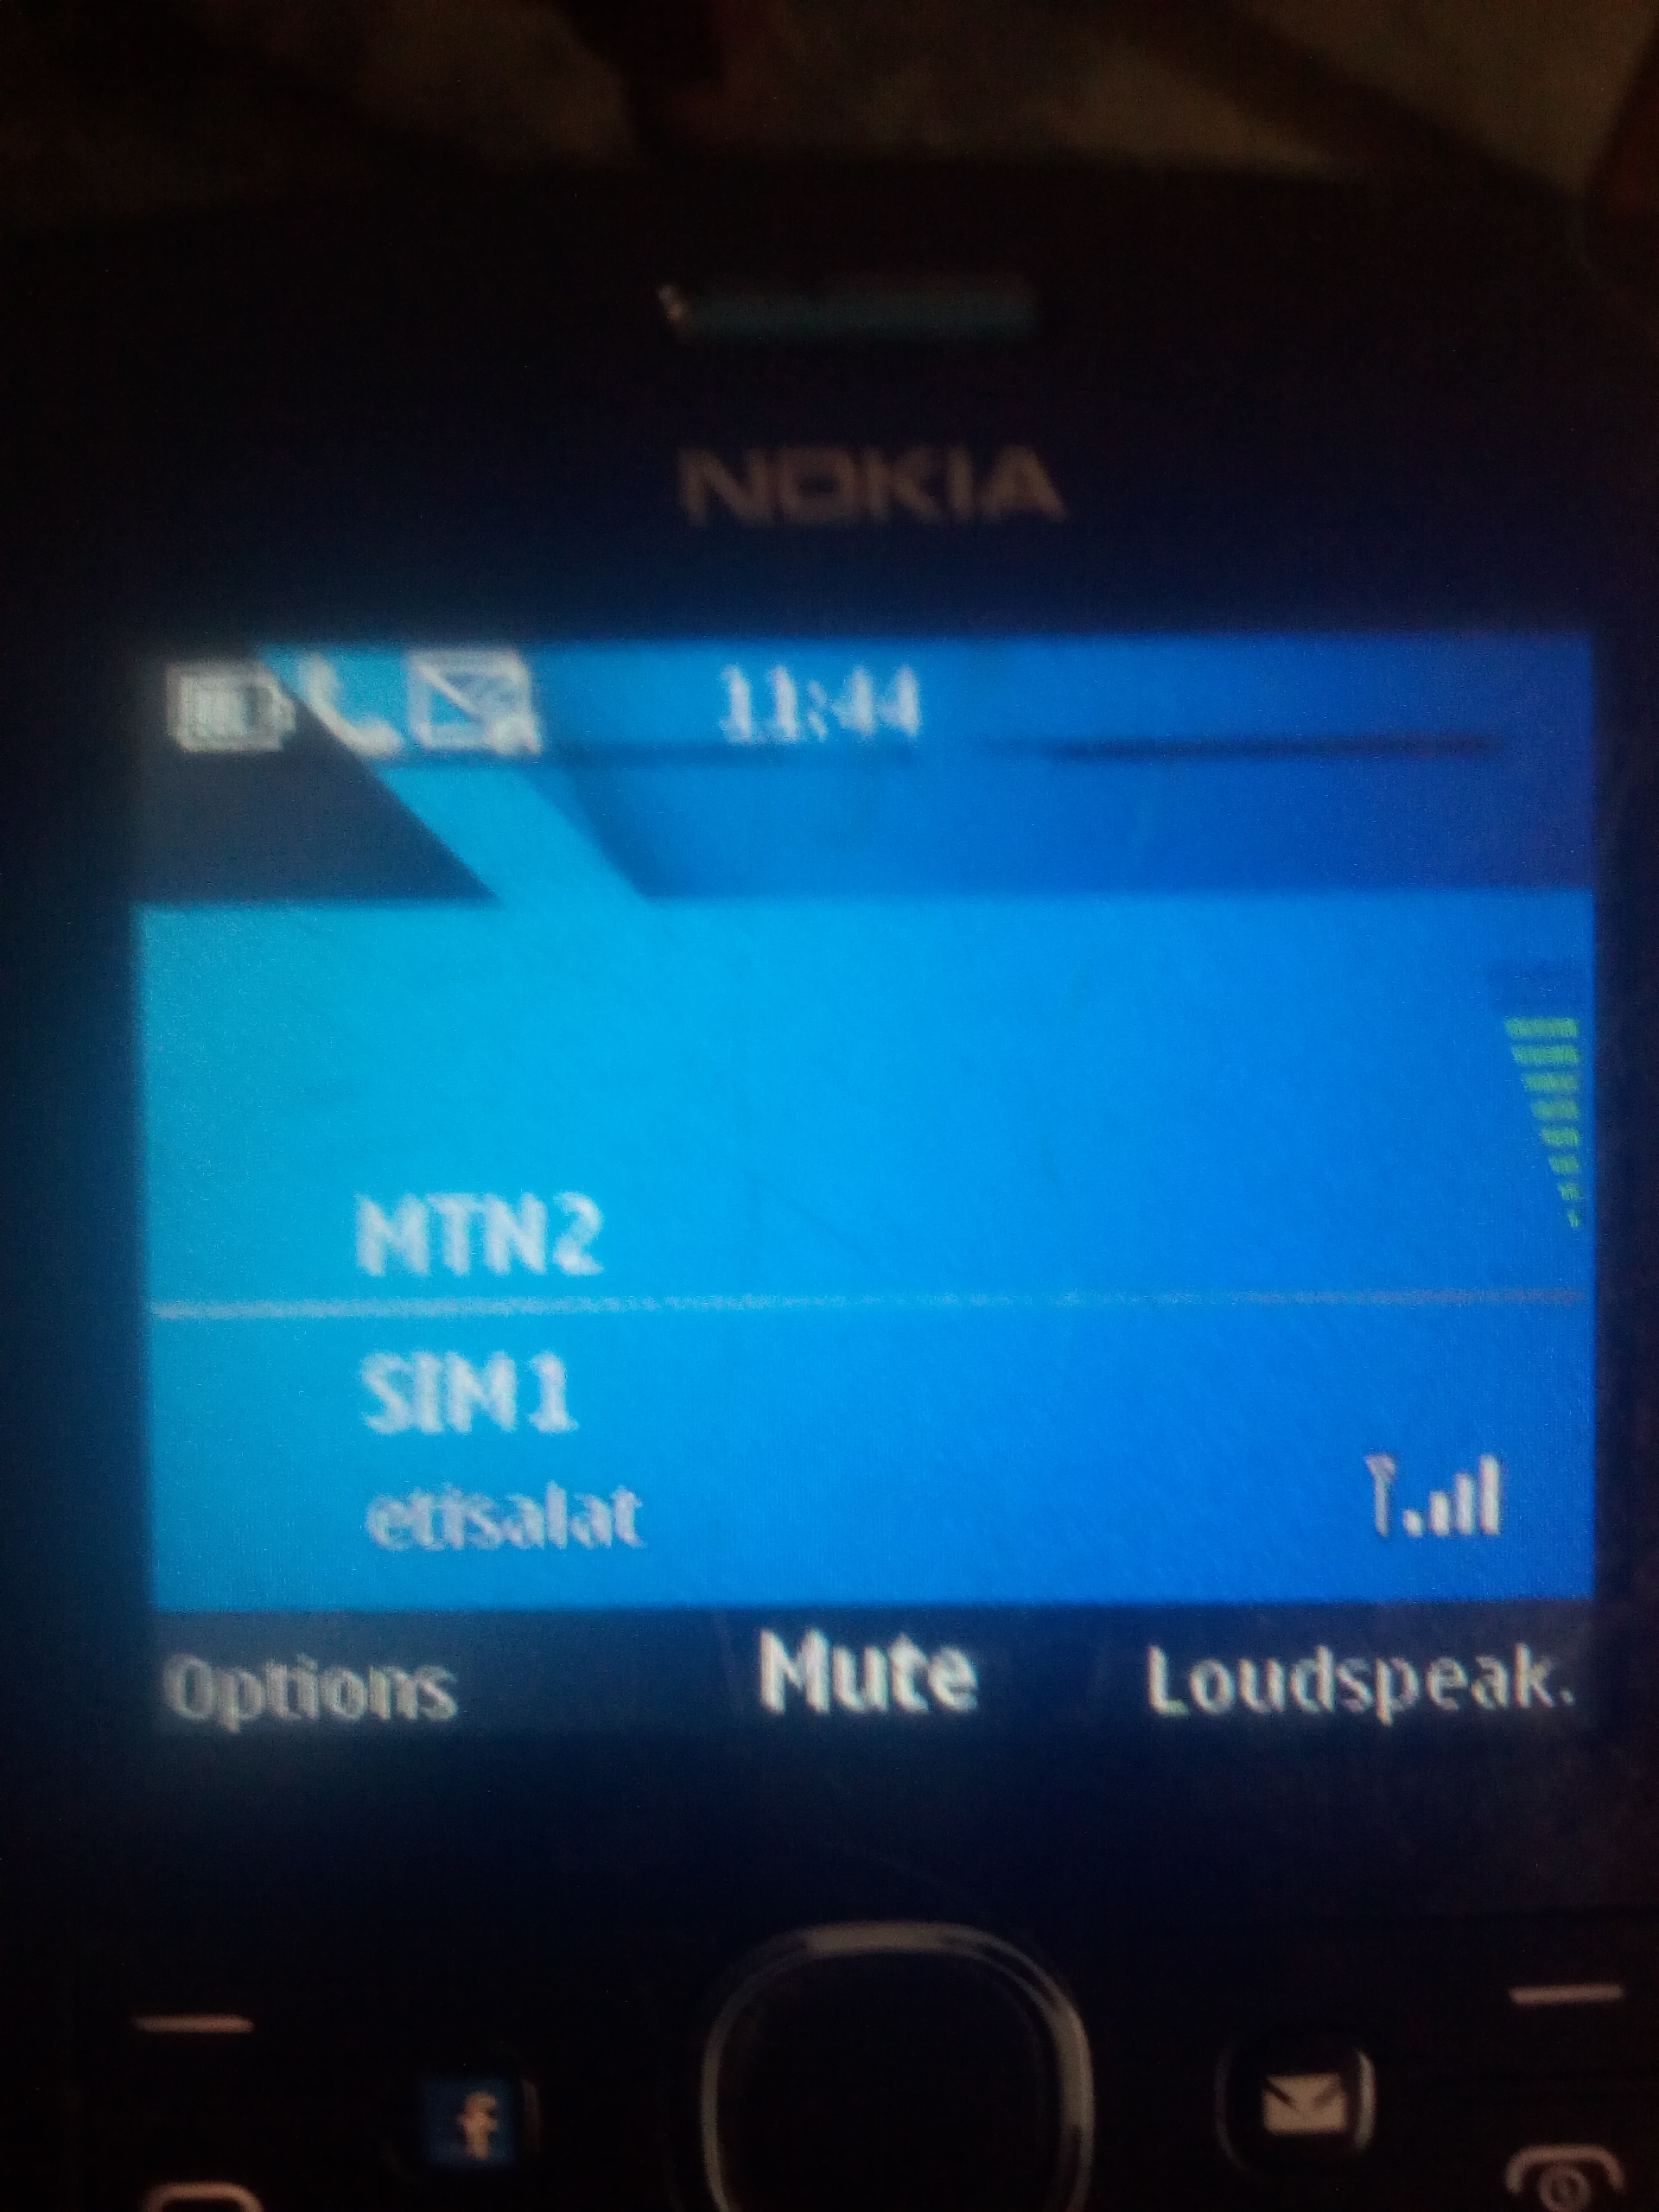 NOKIA
11:44
MTN2
SIM1
etisalat
Options Mute Loudspeak.
f